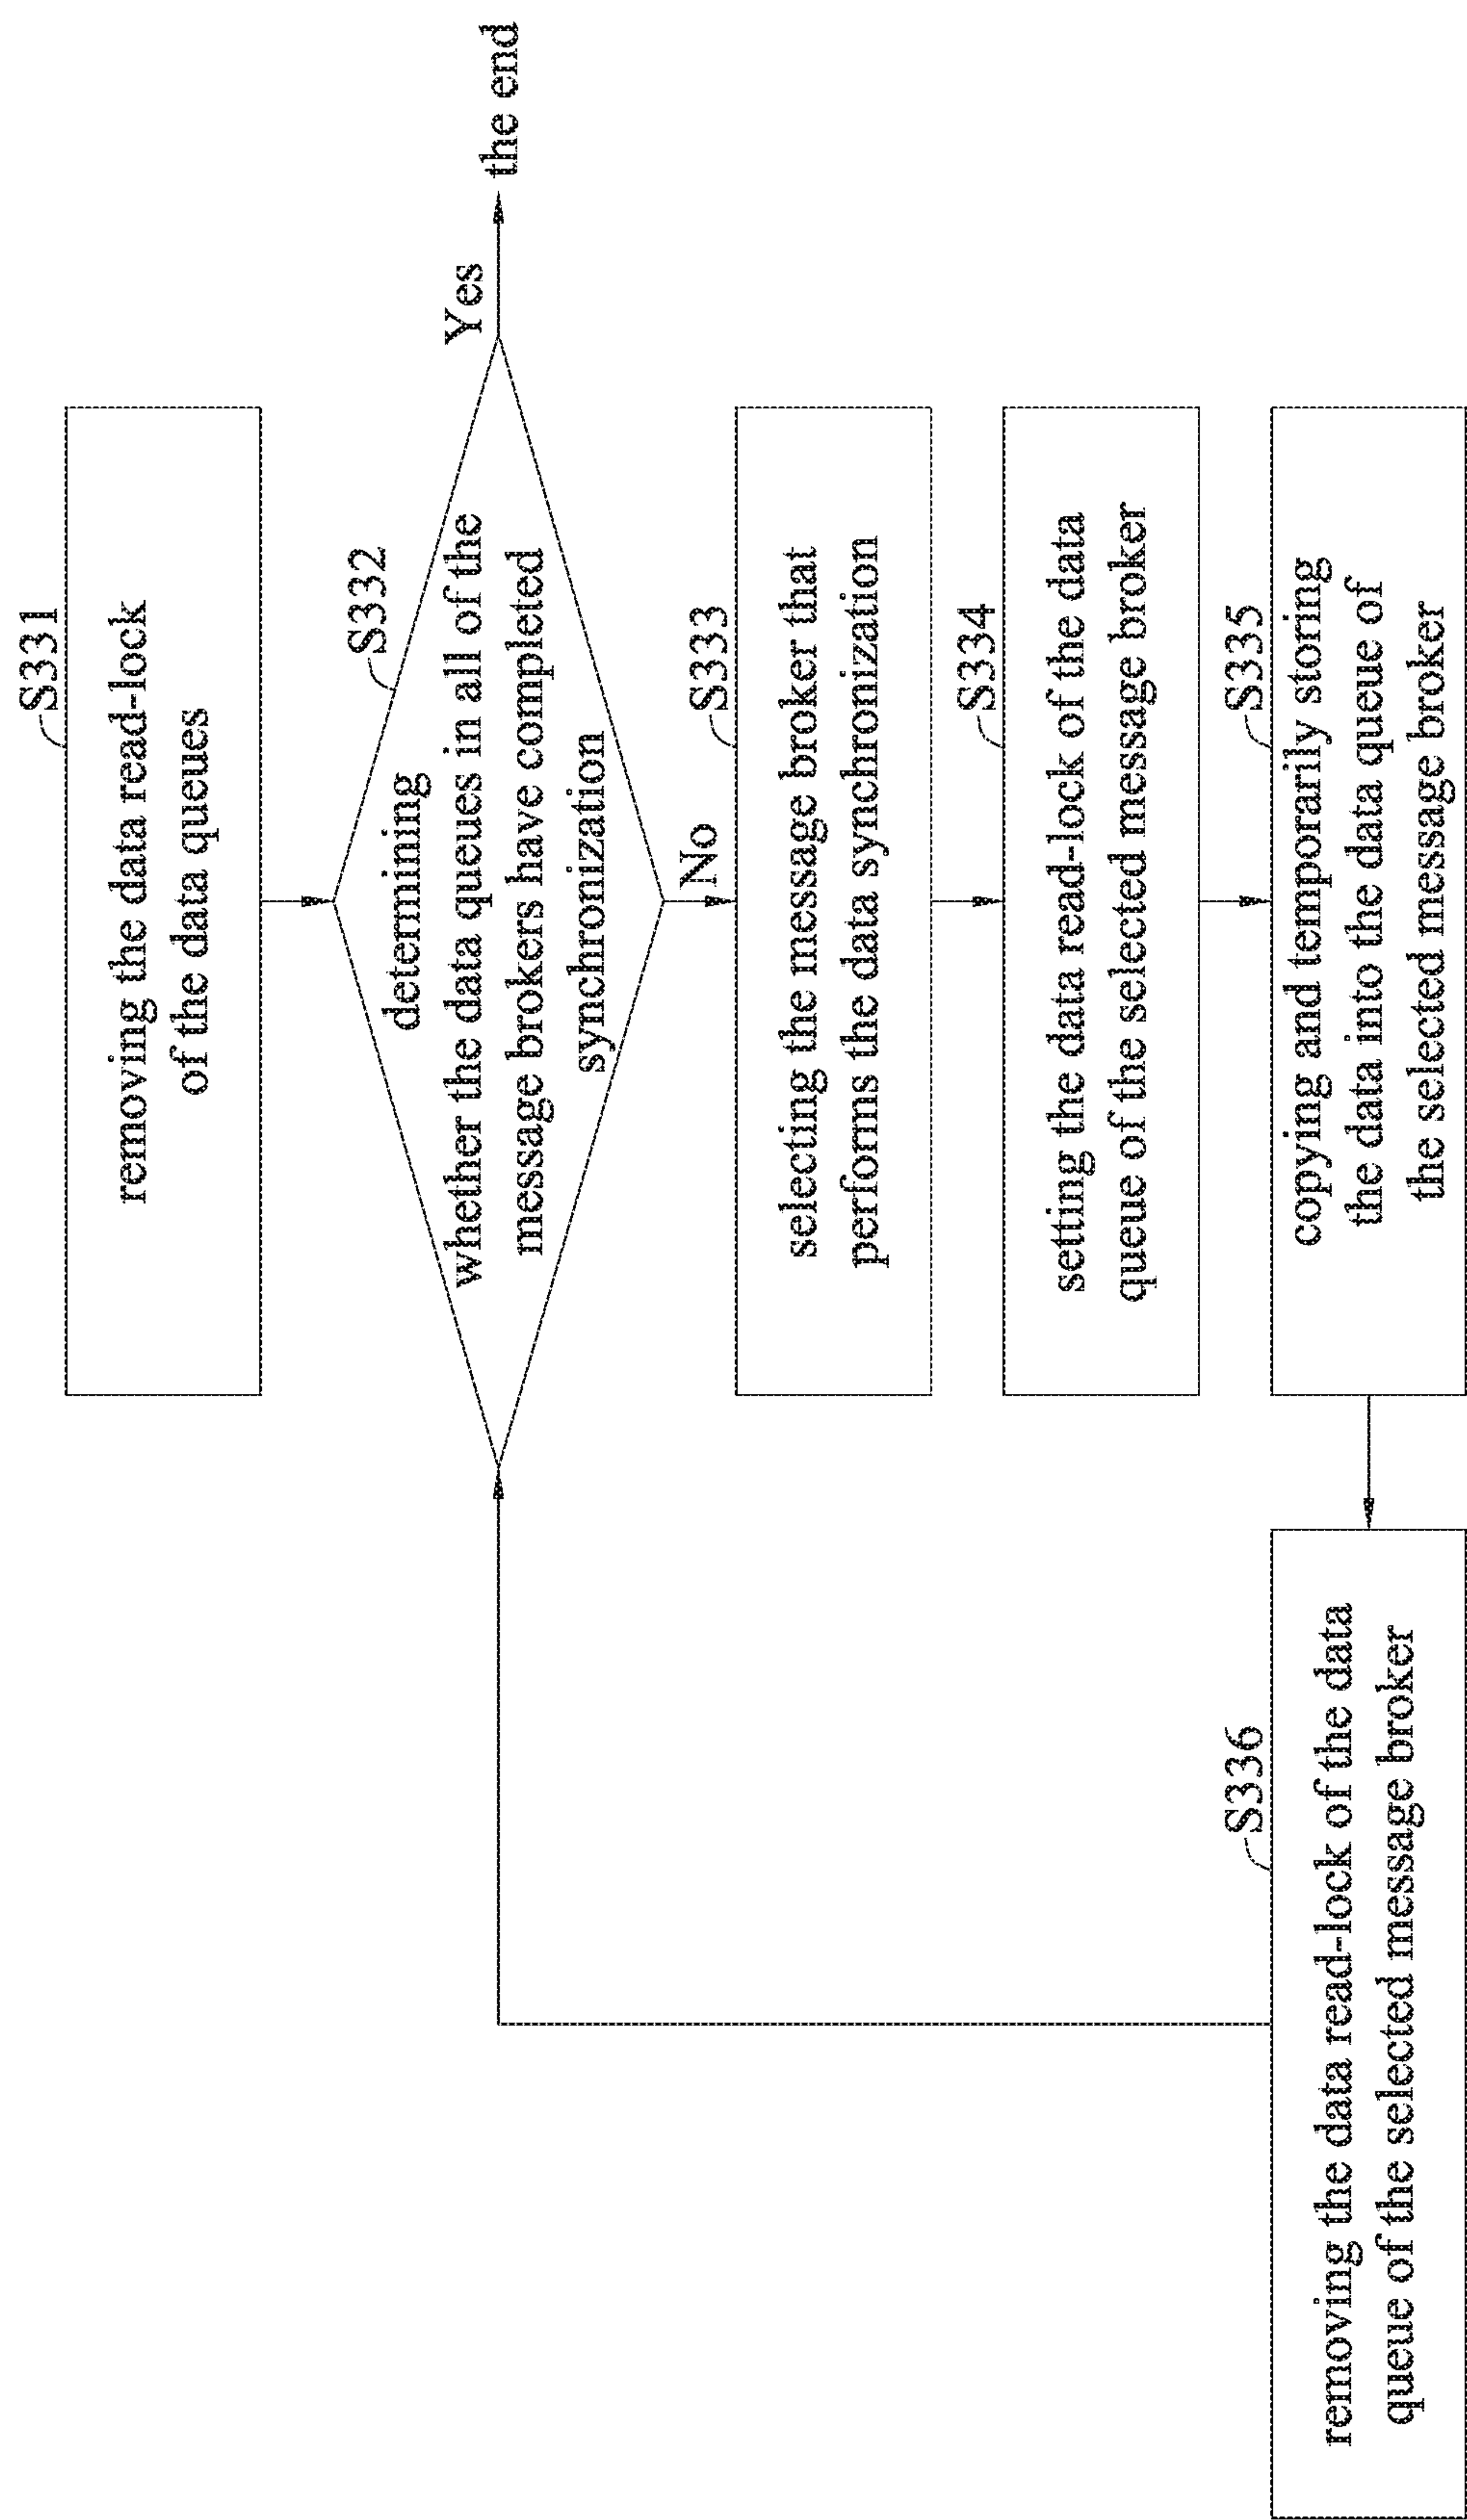 S331
removing the data read-lock
of the data queues
S332
determining
whether the data queues in all of the
message brokers have completed
synchronization
Yes
the end
No
S333
selecting the message broker that
performs the data synchronization
S334
setting the data read-lock of the data
queue of the selected message broker
S335
copying and temporarily storing
the data into the data queue of
the selected message broker
S336
removing the data read-lock of the data
queue of the selected message broker